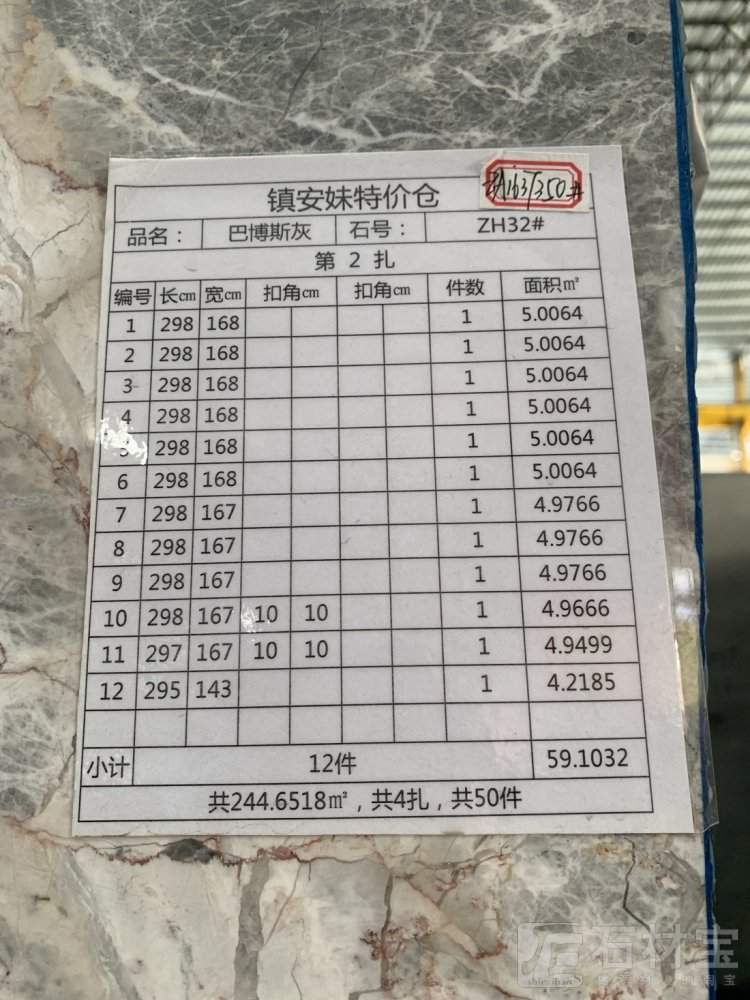 163/350#
镇安妹特价仓
品名： 巴博斯灰 石号： ZH32#
第 2 扎
编号 长㎝ 宽㎝ 扣角㎝ 扣角㎝ 件数 面积㎡
1 298 168 1 5.0064
2 298 168 1 5.0064
3 298 168 1 5.0064
4 298 168 1 5.0064
5 298 168 1 5.0064
6 298 168 1 5.0064
7 298 167 1 4.9766
8 298 167 1 4.9766
9 298 167 1 4.9766
10 298 167 10 10 1 4.9666
11 297 167 10 10 1 4.9499
12 295 143 1 4.2185
小计 12件 59.1032
共244.6518㎡，共4扎，共50件
石材宝
shicaibao